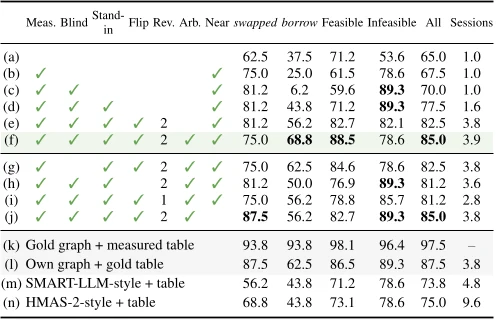 Meas. Blind Stand-in Flip Rev. Arb. Near swapped borrow Feasible Infeasible All Sessions
(a) 62.5 37.5 71.2 53.6 65.0 1.0
(b) ✓ ✓ 75.0 25.0 61.5 78.6 67.5 1.0
(c) ✓ ✓ ✓ 81.2 6.2 59.6 89.3 70.0 1.0
(d) ✓ ✓ ✓ ✓ 81.2 43.8 71.2 89.3 77.5 1.6
(e) ✓ ✓ ✓ ✓ 2 ✓ 81.2 56.2 82.7 82.1 82.5 3.8
(f) ✓ ✓ ✓ ✓ 2 ✓ ✓ 75.0 68.8 88.5 78.6 85.0 3.9
(g) ✓ ✓ ✓ 2 ✓ ✓ 75.0 62.5 84.6 78.6 82.5 3.8
(h) ✓ ✓ ✓ 2 ✓ ✓ 81.2 50.0 76.9 89.3 81.2 3.6
(i) ✓ ✓ ✓ ✓ 1 ✓ ✓ 75.0 56.2 78.8 85.7 81.2 2.8
(j) ✓ ✓ ✓ ✓ 2 ✓ 87.5 56.2 82.7 89.3 85.0 3.8
(k) Gold graph + measured table 93.8 93.8 98.1 96.4 97.5 –
(l) Own graph + gold table 87.5 62.5 86.5 89.3 87.5 3.8
(m) SMART-LLM-style + table 56.2 43.8 71.2 78.6 73.8 4.8
(n) HMAS-2-style + table 68.8 43.8 73.1 78.6 75.0 9.6